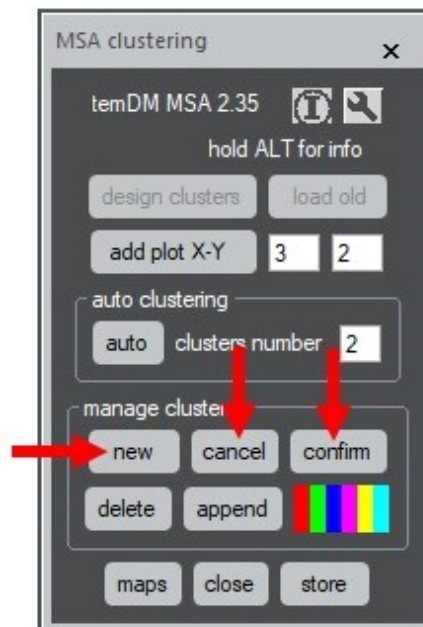 MSA clustering x
temDM MSA 2.35
hold ALT for info
design clusters load old
add plot X-Y 3 2
auto clustering
auto clusters number 2
manage cluster
new cancel confirm
delete append
maps close store